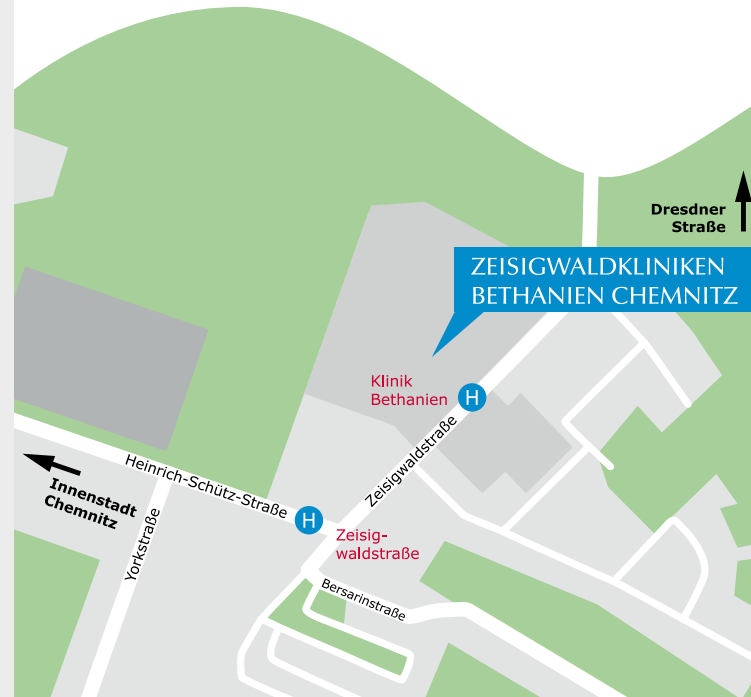 Dresdner
Straße
ZEISIGWALDKLINIKEN
BETHANIEN CHEMNITZ
Klinik
Bethanien
H
Zeisigwaldstraße
Heinrich-Schütz-Straße
Innenstadt
Chemnitz
H
Zeisig-
waldstraße
Yorkstraße
Bersarinstraße